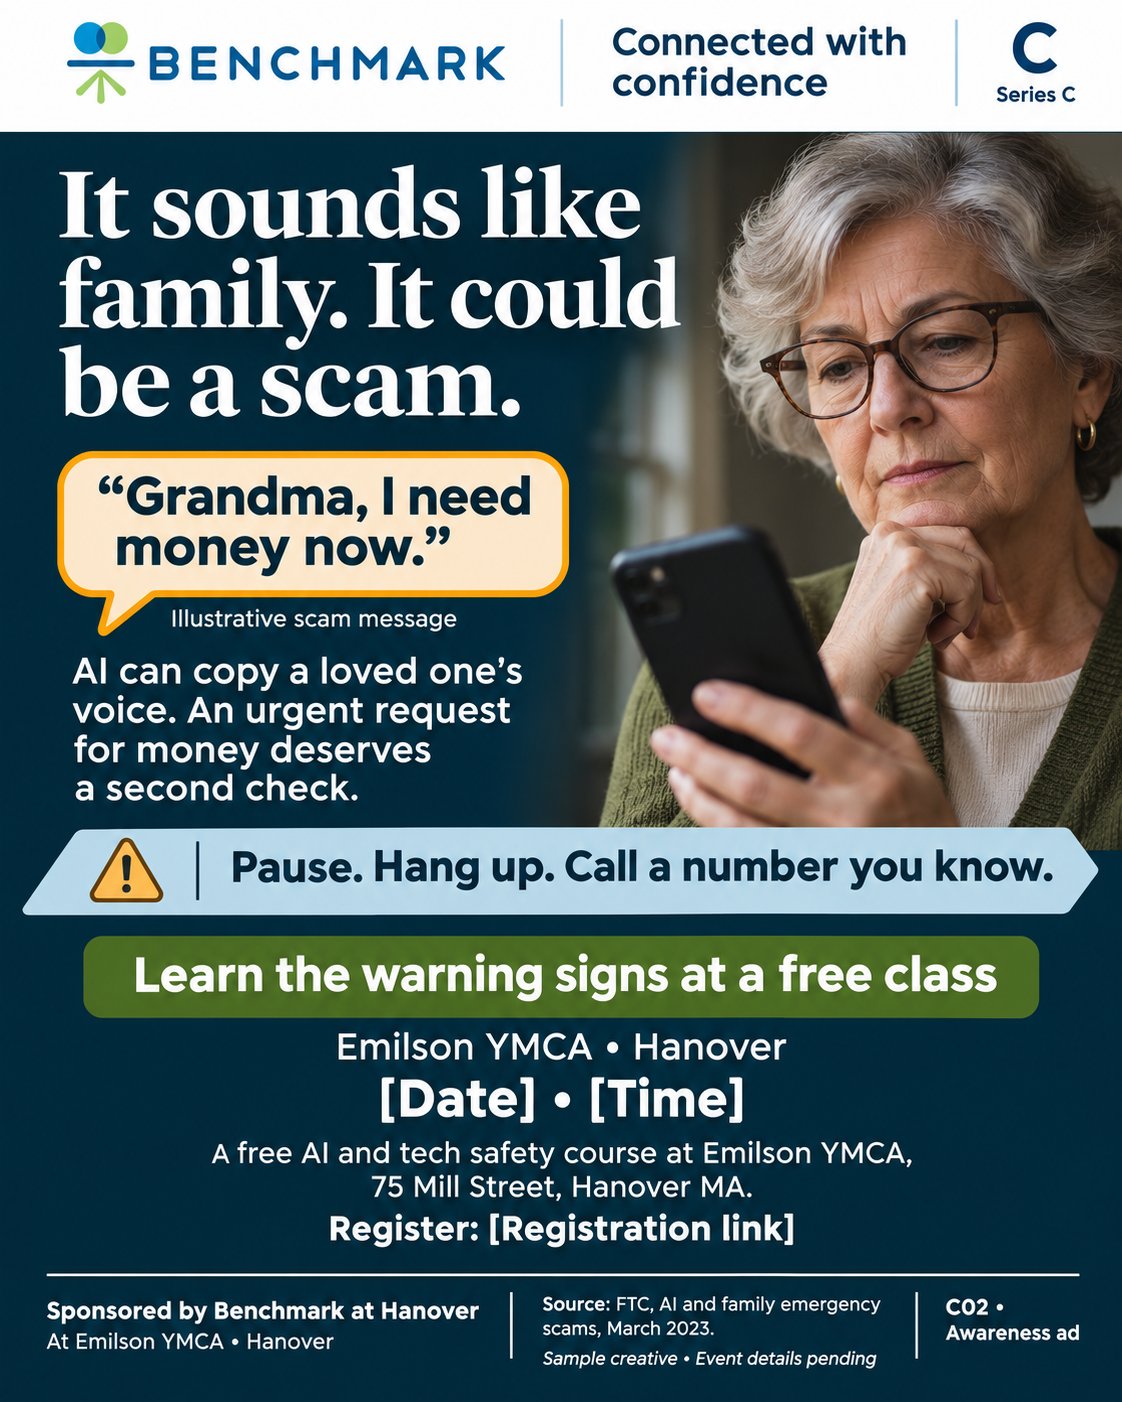 BENCHMARK
Connected with
confidence
C
Series C
It sounds like
family. It could
be a scam.
“Grandma, I need
money now.”
Illustrative scam message
AI can copy a loved one’s
voice. An urgent request
for money deserves
a second check.
Pause. Hang up. Call a number you know.
Learn the warning signs at a free class
Emilson YMCA • Hanover
[Date] • [Time]
A free AI and tech safety course at Emilson YMCA,
75 Mill Street, Hanover MA.
Register: [Registration link]
Sponsored by Benchmark at Hanover
At Emilson YMCA • Hanover
Source: FTC, AI and family emergency
scams, March 2023.
Sample creative • Event details pending
C02 •
Awareness ad